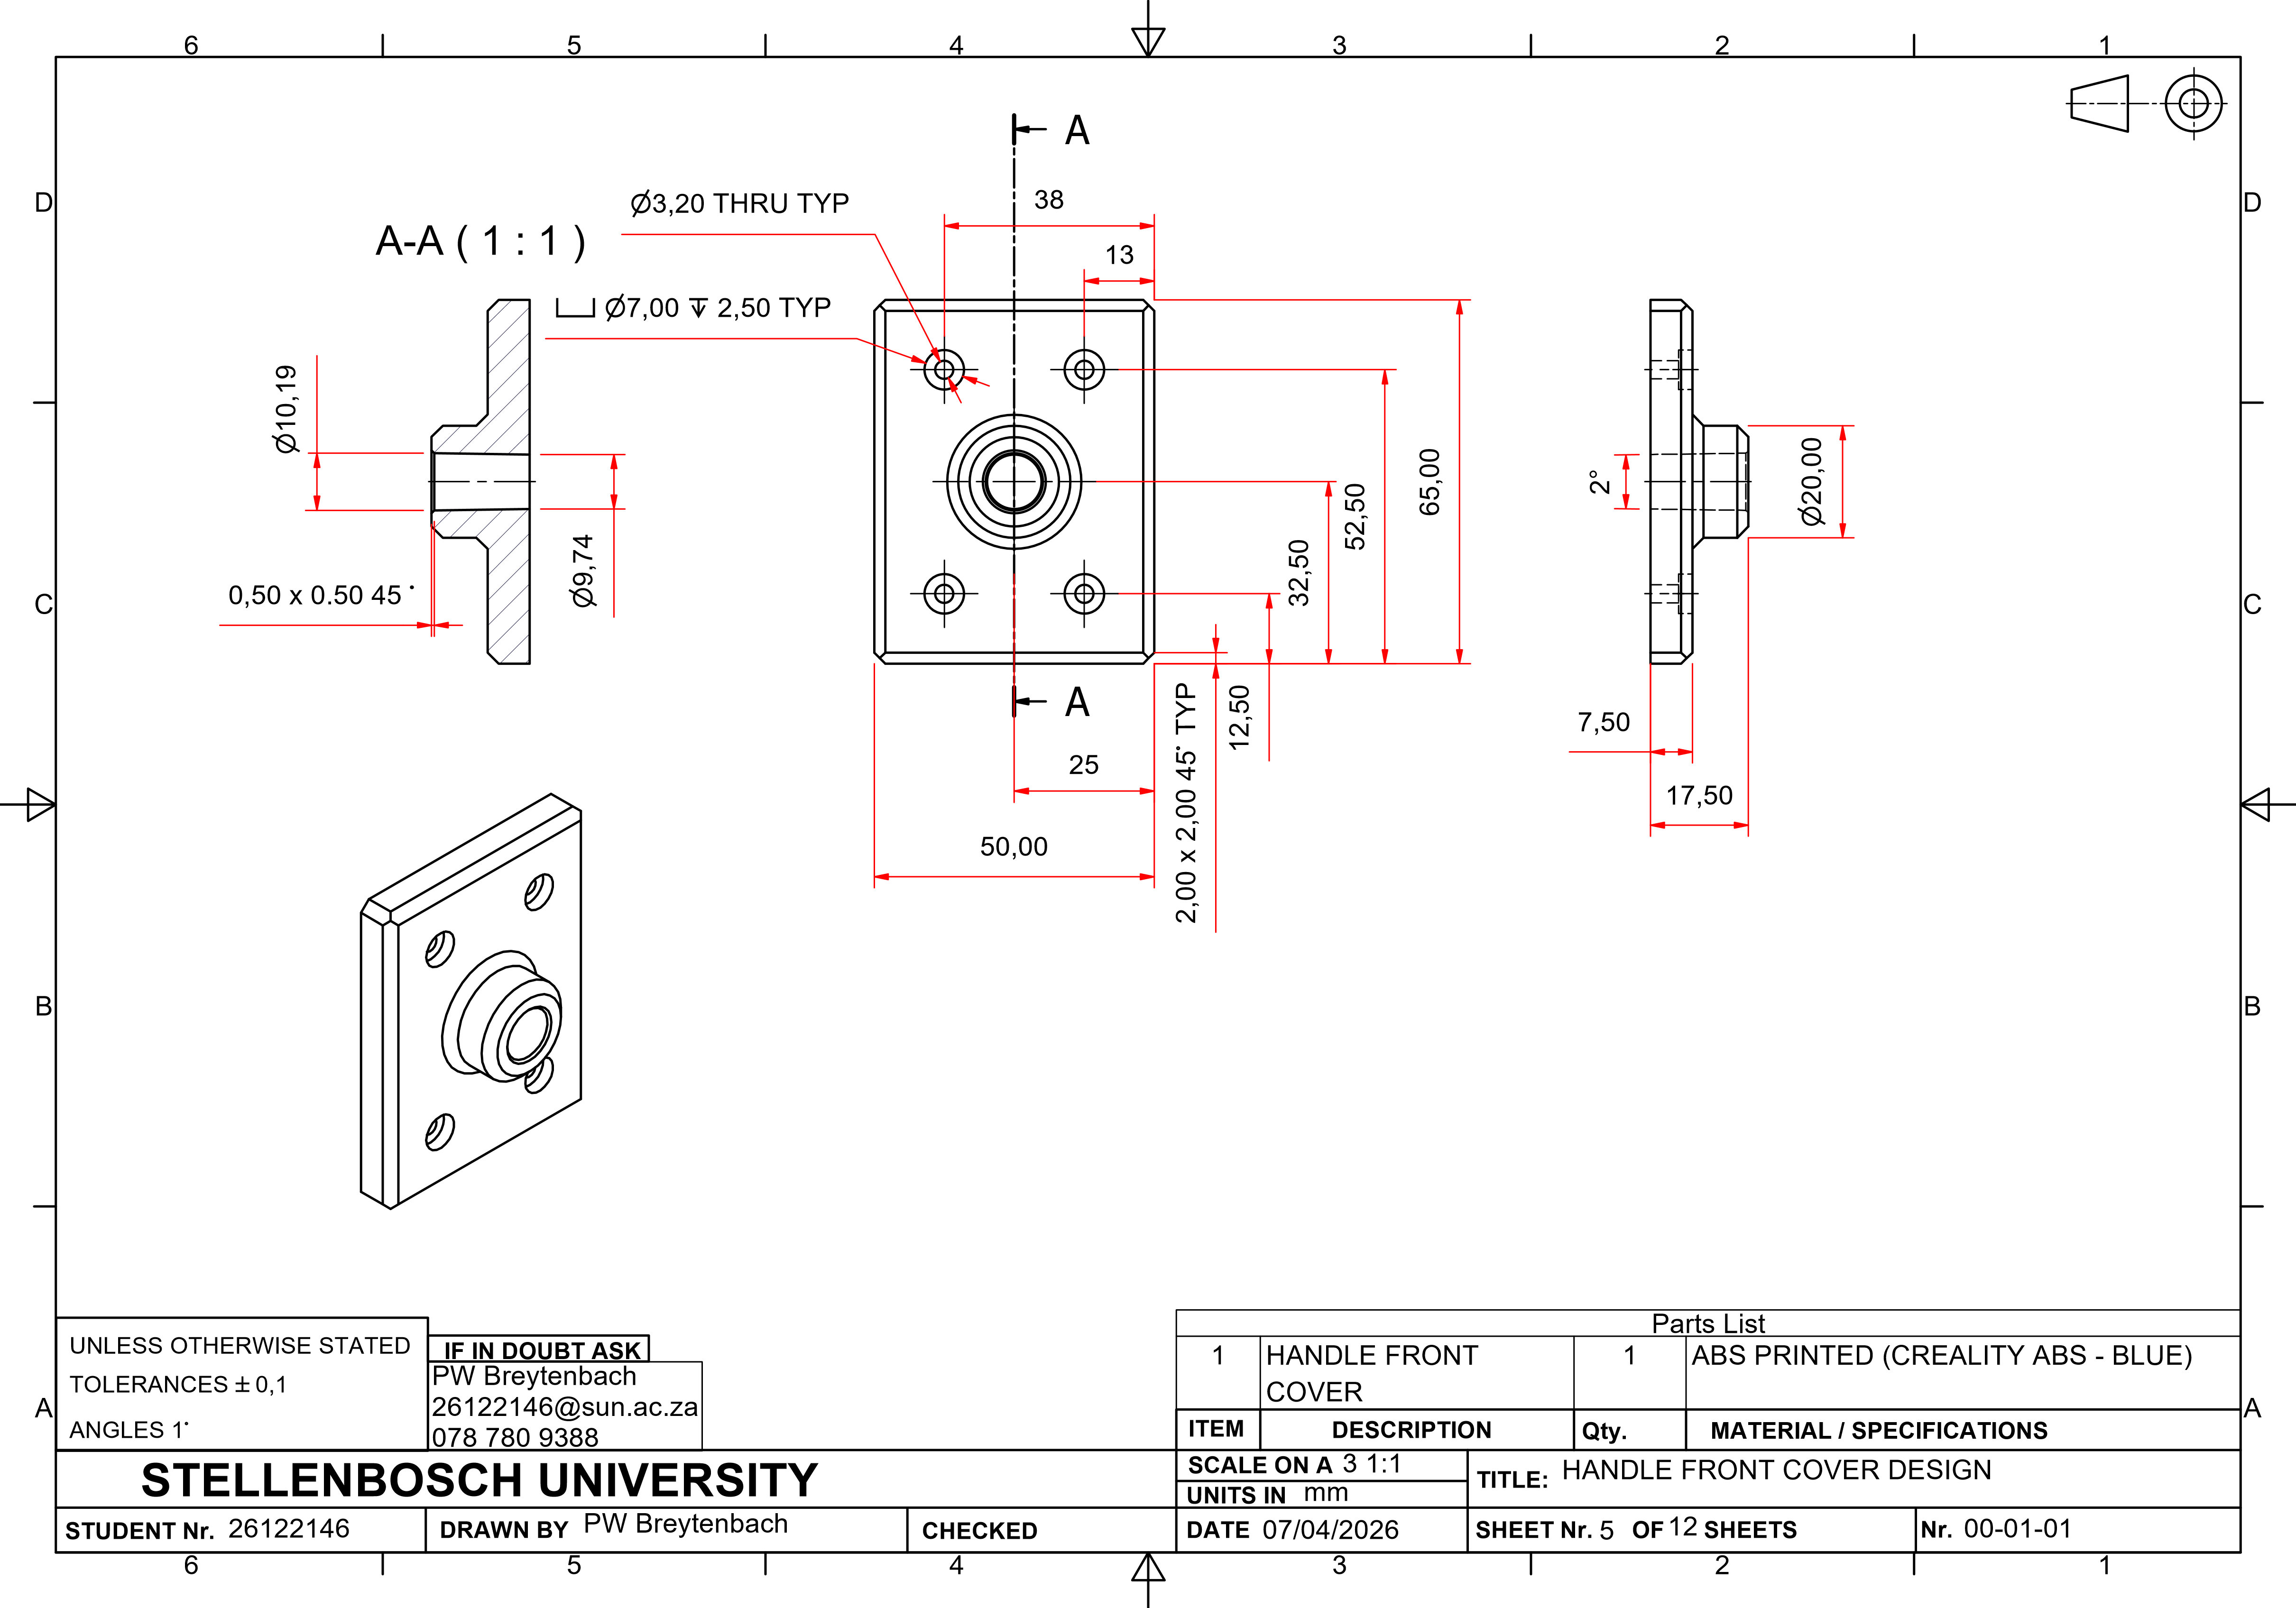 6 5 4 3 2 1
D D
A
Ø3,20 THRU TYP
38
A-A ( 1 : 1 )
13
⌴ Ø7,00 ↧ 2,50 TYP
Ø10,19
Ø9,74
0,50 x 0.50 45°
65,00
52,50
32,50
12,50
2,00 x 2,00 45° TYP
A
25
50,00
2°
Ø20,00
7,50
17,50
C C
B B
A A
UNLESS OTHERWISE STATED
TOLERANCES ± 0,1
ANGLES 1°
IF IN DOUBT ASK
PW Breytenbach
26122146@sun.ac.za
078 780 9388
Parts List
1 HANDLE FRONT COVER 1 ABS PRINTED (CREALITY ABS - BLUE)
ITEM DESCRIPTION Qty. MATERIAL / SPECIFICATIONS
STELLENBOSCH UNIVERSITY
SCALE ON A 3 1:1
UNITS IN mm
TITLE: HANDLE FRONT COVER DESIGN
STUDENT Nr. 26122146 DRAWN BY PW Breytenbach CHECKED DATE 07/04/2026 SHEET Nr. 5 OF 12 SHEETS Nr. 00-01-01
6 5 4 3 2 1